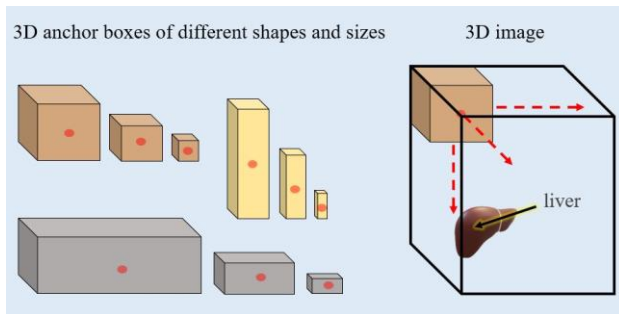 3D anchor boxes of different shapes and sizes
3D image
liver